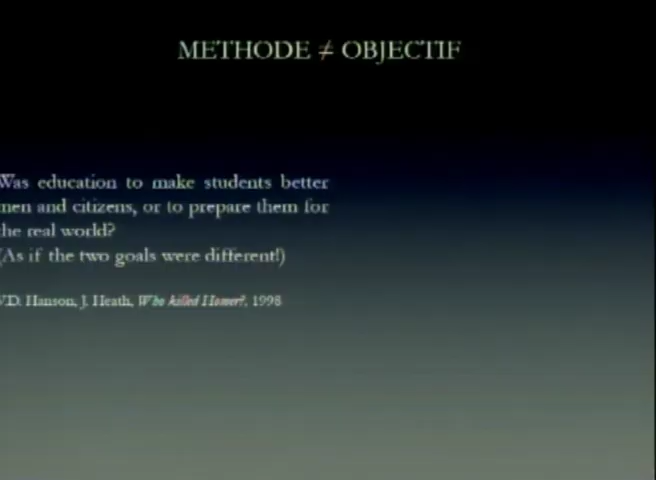 METHODE ≠ OBJECTIF
Was education to make students better
men and citizens, or to prepare them for
the real world?
(As if the two goals were different!)
V.D. Hanson, J. Heath, Who killed Homer?, 1998